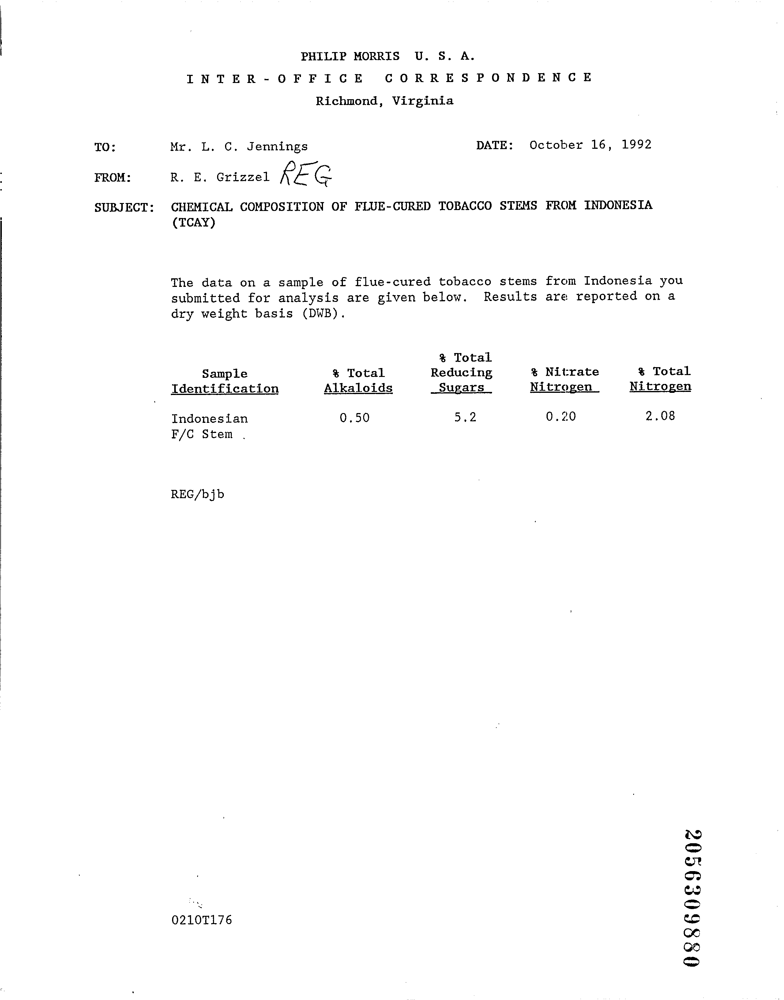 PHILIP MORRIS U. S. A.
INTER-OFFICE CORRESPONDENCE
Richmond, Virginia
TO: Mr. L. C. Jennings DATE: October 16, 1992
FROM: R. E. Grizzel REG
SUBJECT: CHEMICAL COMPOSITION OF FLUE-CURED TOBACCO STEMS FROM INDONESIA
(TCAY)
The data on a sample of flue-cured tobacco stems from Indonesia you
submitted for analysis are given below. Results are reported on a
dry weight basis (DWB).
% Total
Sample % Total Reducing % Nitrate % Total
Identification Alkaloids Sugars Nitrogen Nitrogen
Indonesian 0.50 5.2 0.20 2.08
F/C Stem
REG/bjb
0210T176
2056309880